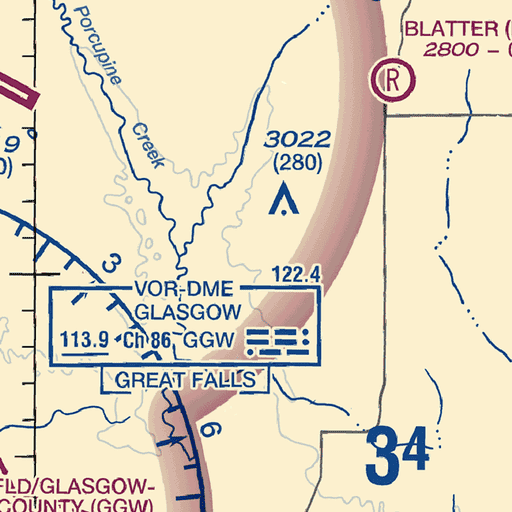 Porcupine
Creek
BLATTER (
2800 – 
R
3022
(280)
9
0)
3
122.4
VOR-DME
GLASGOW
113.9 Ch 86 GGW
GREAT FALLS
6
34
FLD/GLASGOW-
COUNTY (GGW)